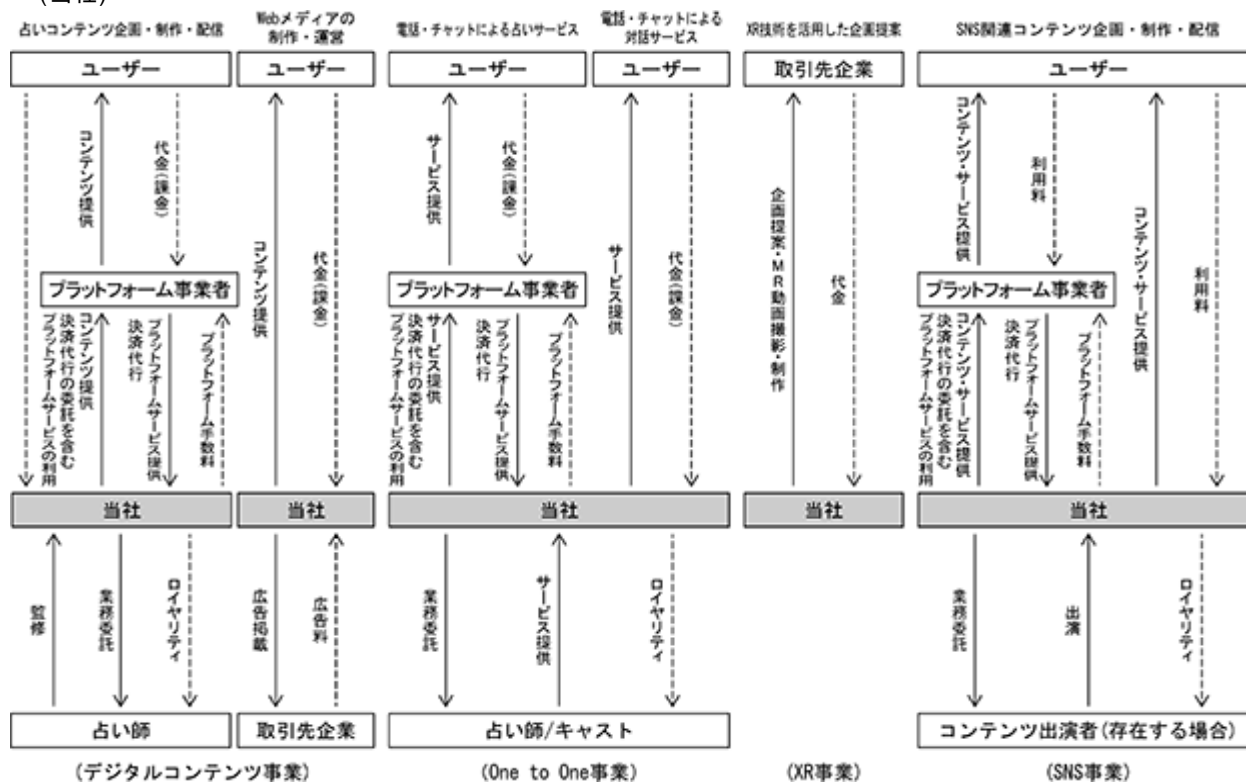 (当社)
占いコンテンツ企画・制作・配信
Webメディアの
制作・運営
電話・チャットによる占いサービス
電話・チャットによる
対話サービス
XR技術を活用した企画提案
SNS関連コンテンツ企画・制作・配信
ユーザー
ユーザー
ユーザー
ユーザー
取引先企業
ユーザー
コンテンツ提供
代金(課金)
コンテンツ提供
代金(課金)
サービス提供
代金(課金)
サービス提供
代金(課金)
企画提案・MR動画撮影・制作
代金
コンテンツ・サービス提供
利用料
コンテンツ・サービス提供
利用料
プラットフォーム事業者
プラットフォーム事業者
プラットフォーム事業者
コンテンツ提供
決済代行の委託を含む
プラットフォームサービスの利用
プラットフォームサービス提供
決済代行
プラットフォーム手数料
サービス提供
決済代行の委託を含む
プラットフォームサービスの利用
プラットフォームサービス提供
決済代行
プラットフォーム手数料
コンテンツ・サービス提供
決済代行の委託を含む
プラットフォームサービスの利用
プラットフォームサービス提供
決済代行
プラットフォーム手数料
当社
当社
当社
当社
当社
監修
業務委託
ロイヤリティ
広告掲載
広告料
業務委託
サービス提供
ロイヤリティ
業務委託
出演
ロイヤリティ
占い師
取引先企業
占い師/キャスト
コンテンツ出演者(存在する場合)
(デジタルコンテンツ事業)
(One to One事業)
(XR事業)
(SNS事業)